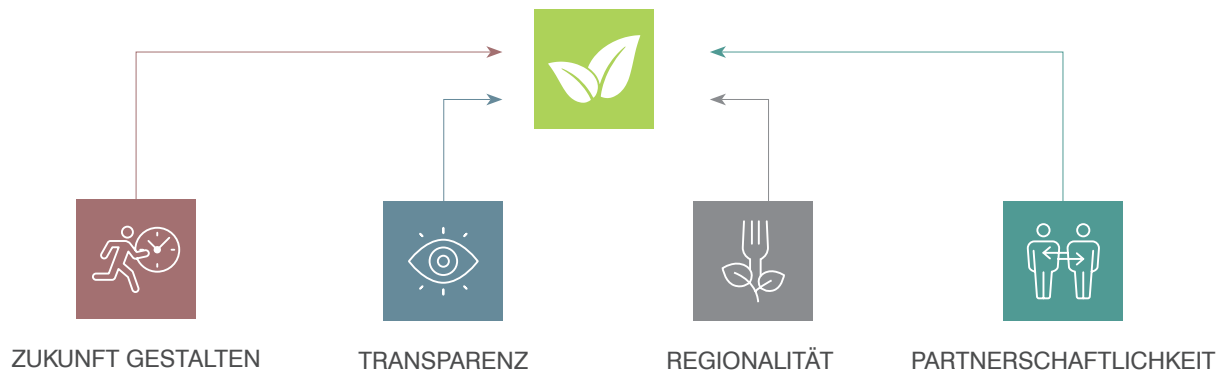 ZUKUNFT GESTALTEN
TRANSPARENZ
REGIONALITÄT
PARTNERSCHAFTLICHKEIT